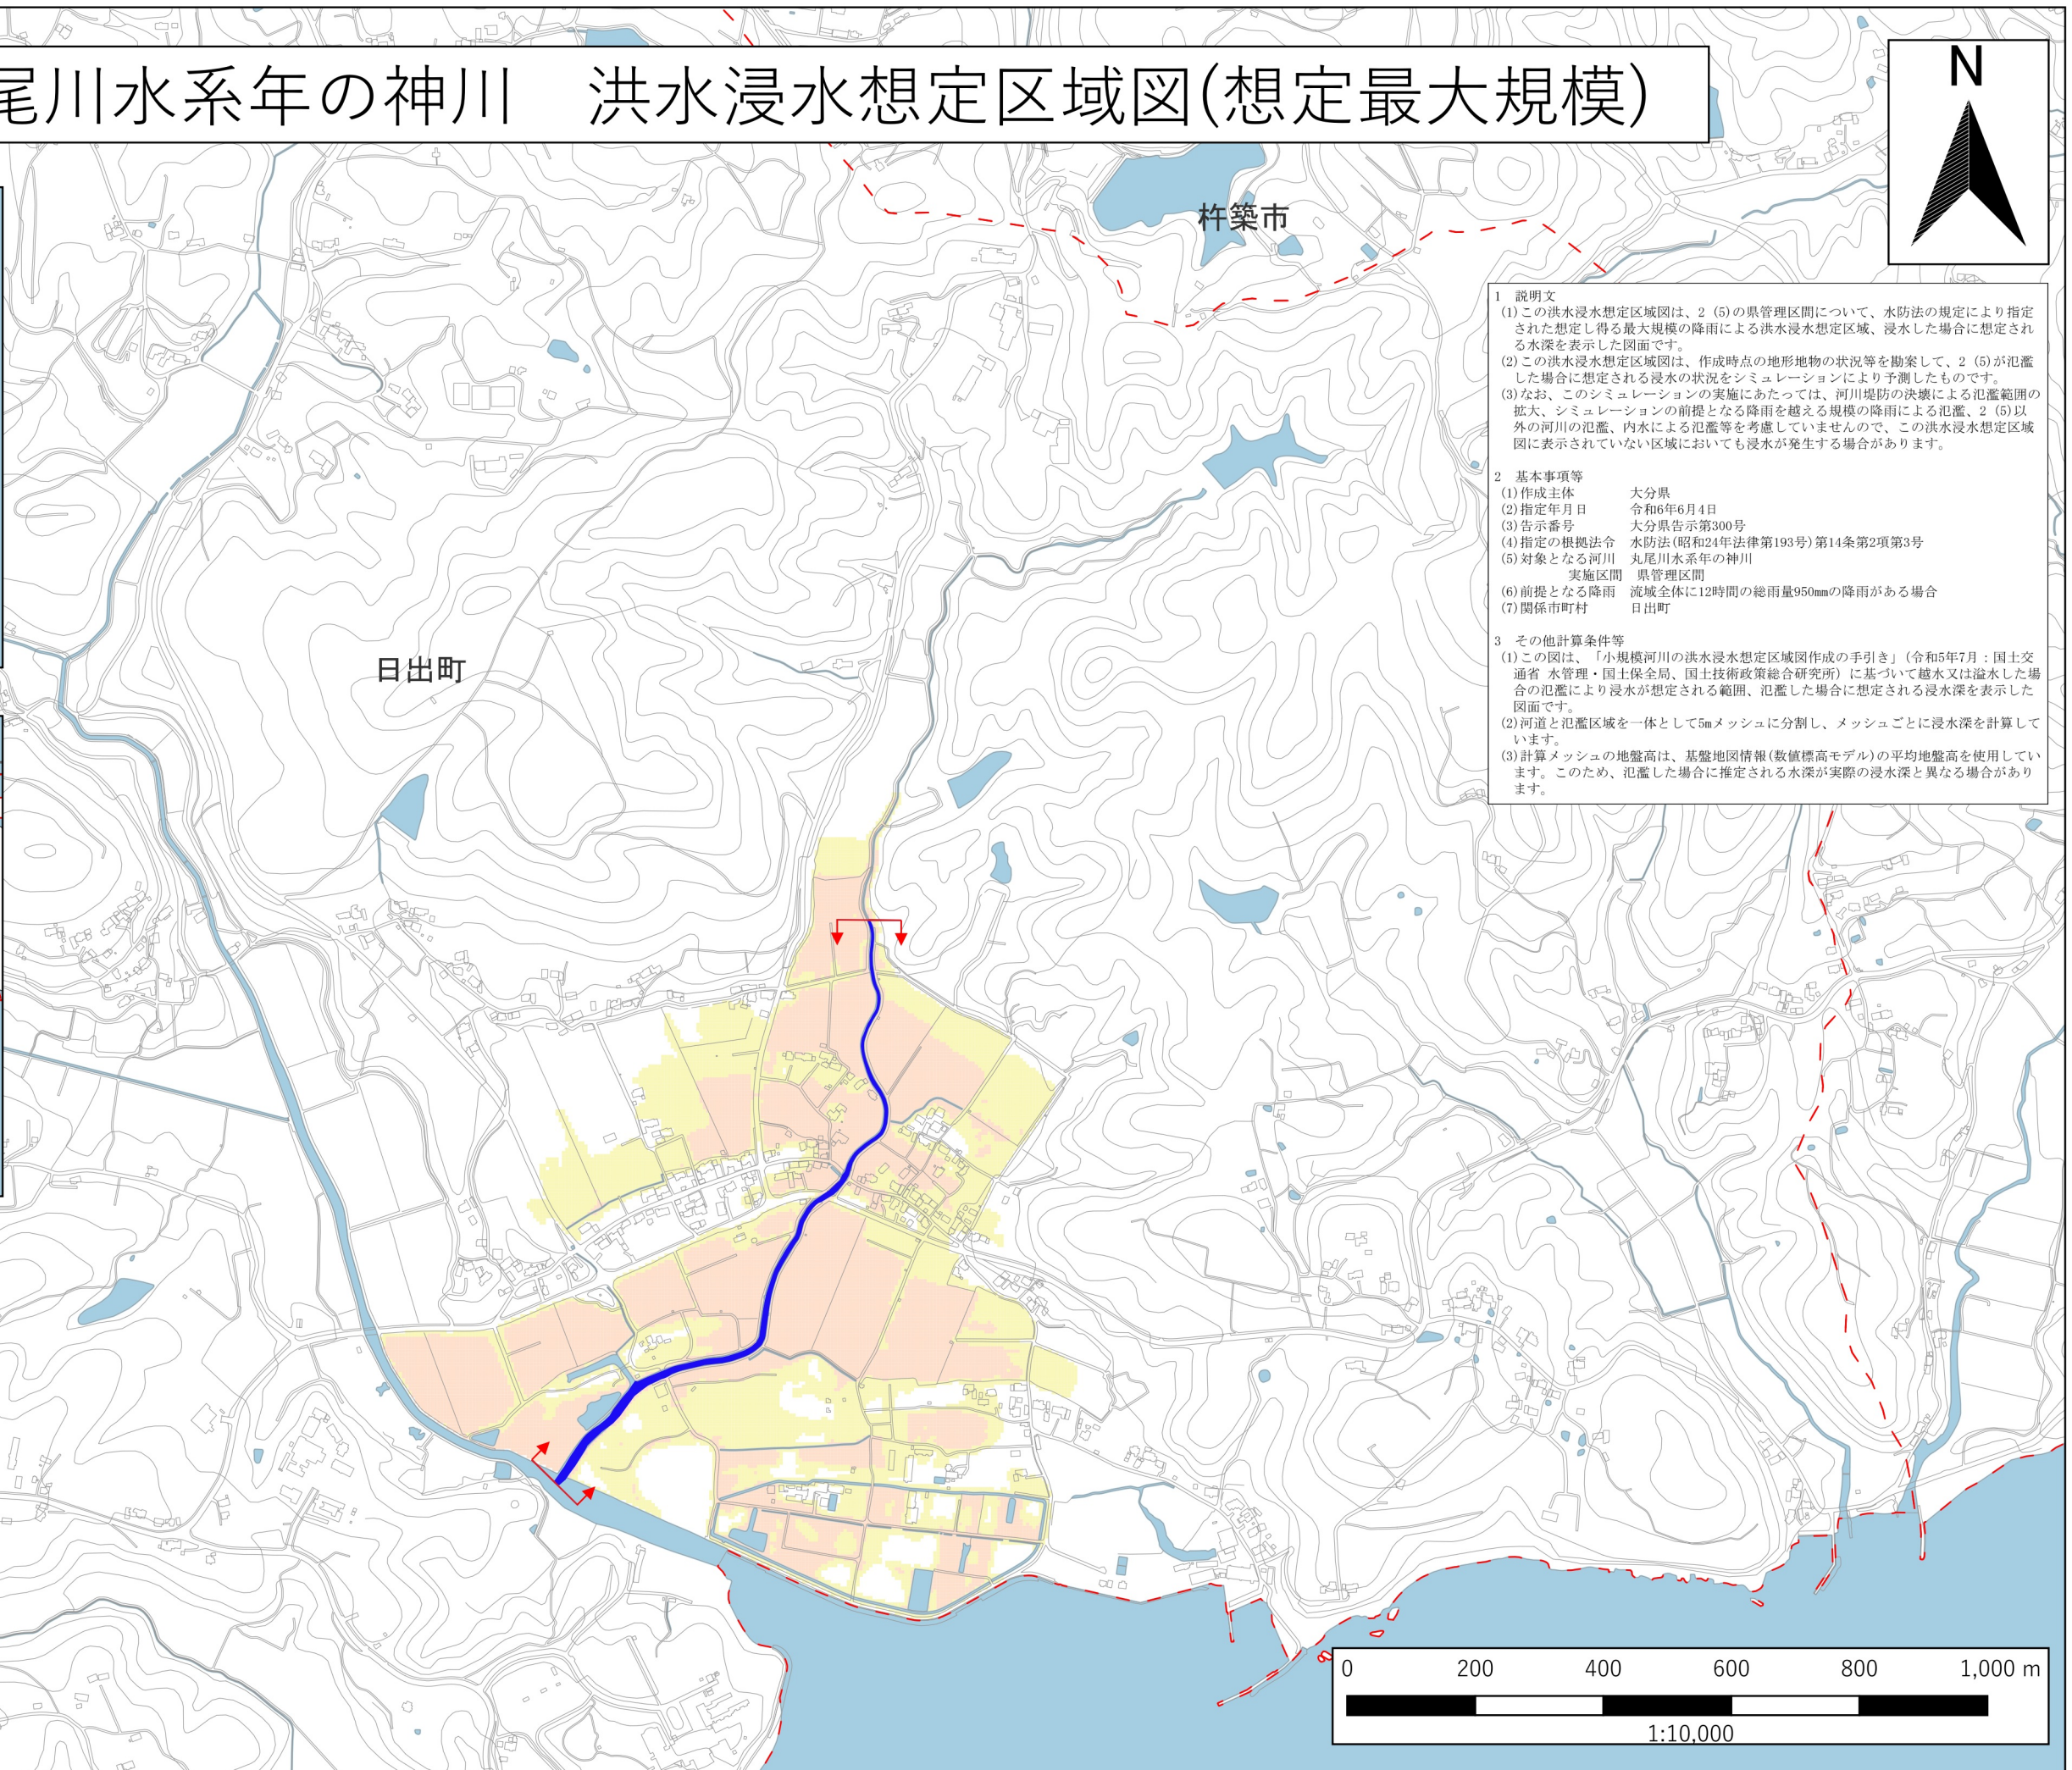 尾川水系年の神川　洪水浸水想定区域図(想定最大規模)
N
杵築市
日出町
1　説明文
(1)この洪水浸水想定区域図は、2 (5)の県管理区間について、水防法の規定により指定
された想定し得る最大規模の降雨による洪水浸水想定区域、浸水した場合に想定され
る水深を表示した図面です。
(2)この洪水浸水想定区域図は、作成時点の地形地物の状況等を勘案して、2 (5)が氾濫
した場合に想定される浸水の状況をシミュレーションにより予測したものです。
(3)なお、このシミュレーションの実施にあたっては、河川堤防の決壊による氾濫範囲の
拡大、シミュレーションの前提となる降雨を越える規模の降雨による氾濫、2 (5)以
外の河川の氾濫、内水による氾濫等を考慮していませんので、この洪水浸水想定区域
図に表示されていない区域においても浸水が発生する場合があります。
2　基本事項等
(1)作成主体　大分県
(2)指定年月日　令和6年6月4日
(3)告示番号　大分県告示第300号
(4)指定の根拠法令　水防法(昭和24年法律第193号)第14条第2項第3号
(5)対象となる河川　丸尾川水系年の神川
実施区間　県管理区間
(6)前提となる降雨　流域全体に12時間の総雨量950mmの降雨がある場合
(7)関係市町村　日出町
3　その他計算条件等
(1)この図は、「小規模河川の洪水浸水想定区域図作成の手引き」(令和5年7月：国土交
通省 水管理・国土保全局、国土技術政策総合研究所) に基づいて越水又は溢水した場
合の氾濫により浸水が想定される範囲、氾濫した場合に想定される浸水深を表示した
図面です。
(2)河道と氾濫区域を一体として5mメッシュに分割し、メッシュごとに浸水深を計算して
います。
(3)計算メッシュの地盤高は、基盤地図情報(数値標高モデル)の平均地盤高を使用してい
ます。このため、氾濫した場合に推定される水深が実際の浸水深と異なる場合があり
ます。
0 200 400 600 800 1,000 m
1:10,000